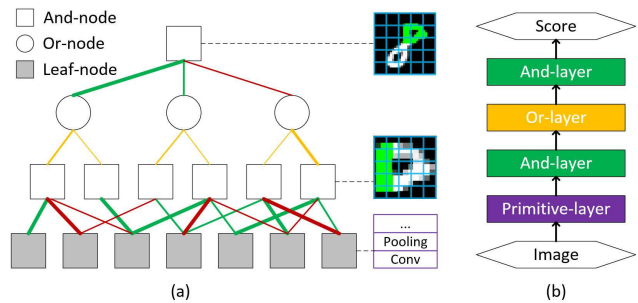 And-node
Or-node
Leaf-node
...
Pooling
Conv
(a)
Score
And-layer
Or-layer
And-layer
Primitive-layer
Image
(b)